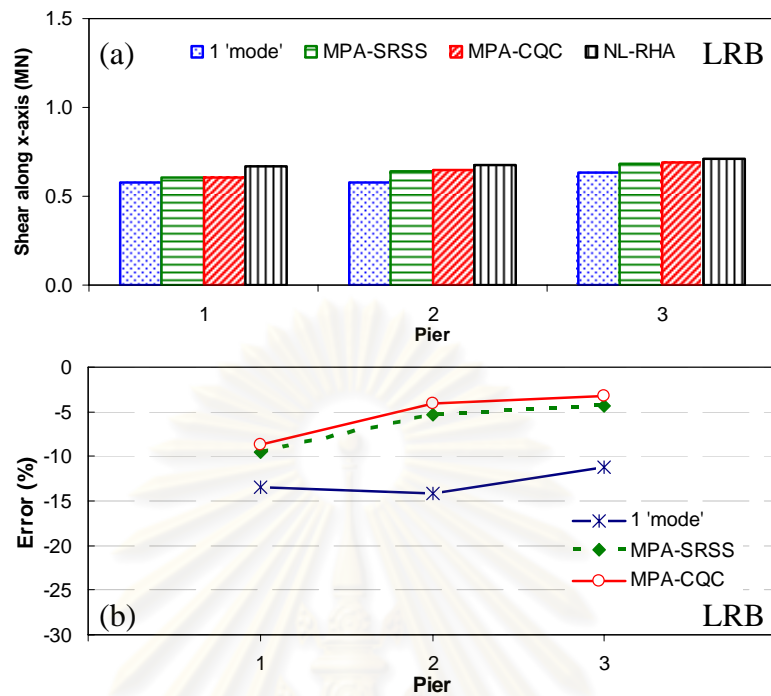 (a)
1 'mode' MPA-SRSS MPA-CQC NL-RHA
LRB
Shear along x-axis (MN)
1.5
1.0
0.5
0.0
1 2 3
Pier
Error (%)
0
-5
-10
-15
-20
-25
-30
1 'mode'
MPA-SRSS
MPA-CQC
(b)
LRB
1 2 3
Pier